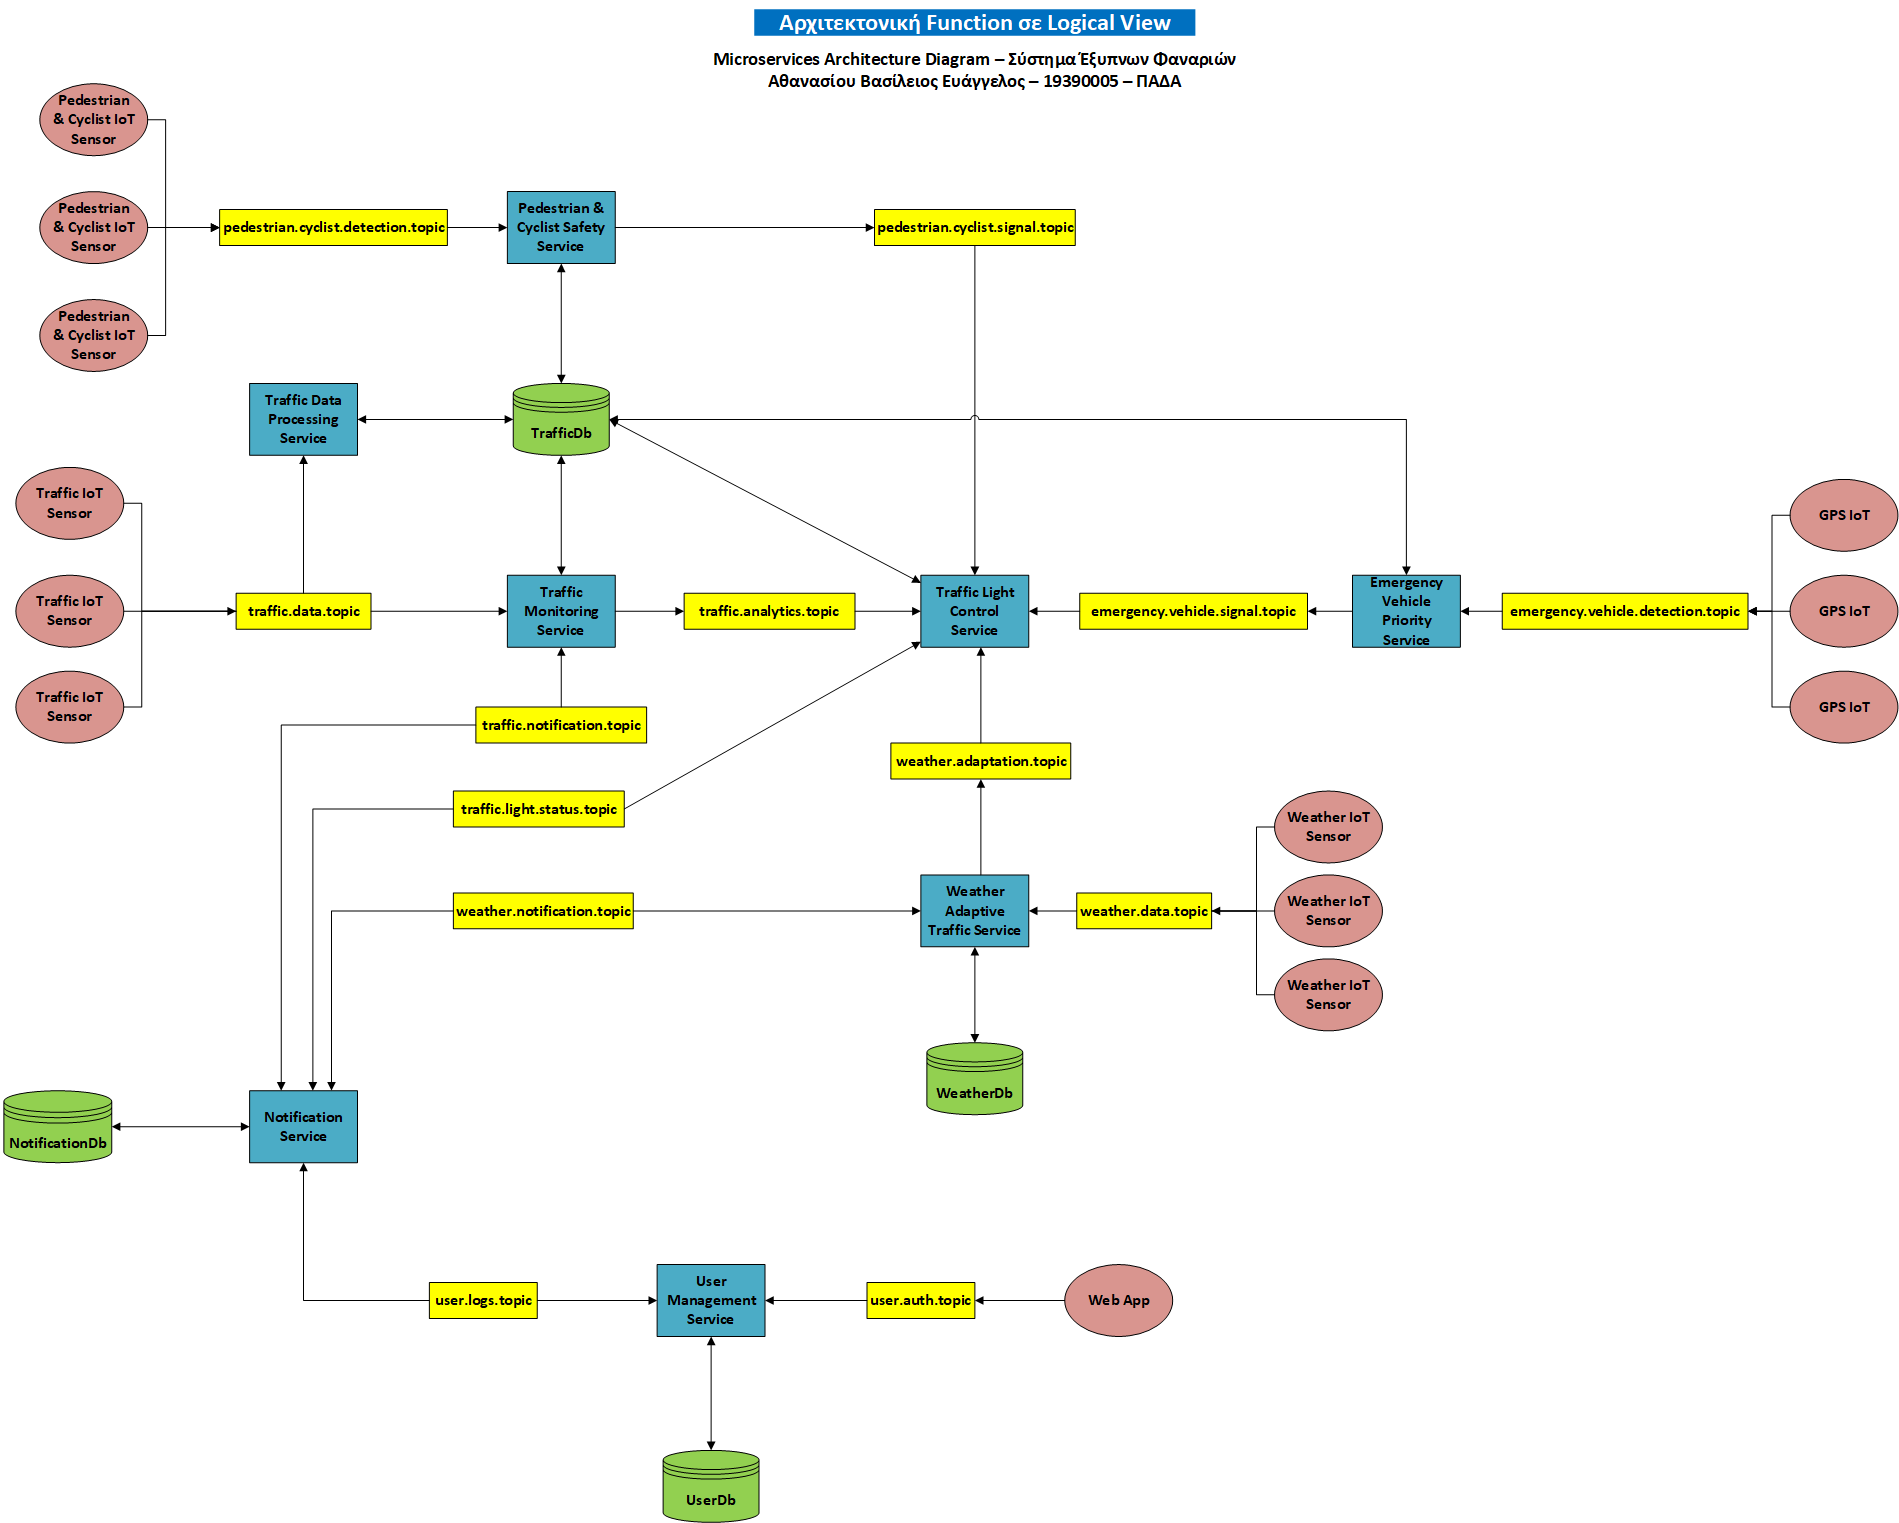 Αρχιτεκτονική Function σε Logical View
Microservices Architecture Diagram – Σύστημα Έξυπνων Φαναριών
Αθανασίου Βασίλειος Ευάγγελος – 19390005 – ΠΑΔΑ
Pedestrian
& Cyclist IoT
Sensor
Pedestrian
& Cyclist IoT
Sensor
pedestrian.cyclist.detection.topic
Pedestrian &
Cyclist Safety
Service
pedestrian.cyclist.signal.topic
Pedestrian
& Cyclist IoT
Sensor
Traffic Data
Processing
Service
TrafficDb
Traffic IoT
Sensor
GPS IoT
Traffic IoT
Sensor
traffic.data.topic
Traffic
Monitoring
Service
traffic.analytics.topic
Traffic Light
Control
Service
emergency.vehicle.signal.topic
Emergency
Vehicle
Priority
Service
emergency.vehicle.detection.topic
GPS IoT
Traffic IoT
Sensor
GPS IoT
traffic.notification.topic
weather.adaptation.topic
traffic.light.status.topic
Weather IoT
Sensor
weather.notification.topic
Weather
Adaptive
Traffic Service
weather.data.topic
Weather IoT
Sensor
Weather IoT
Sensor
WeatherDb
NotificationDb
Notification
Service
user.logs.topic
User
Management
Service
user.auth.topic
Web App
UserDb